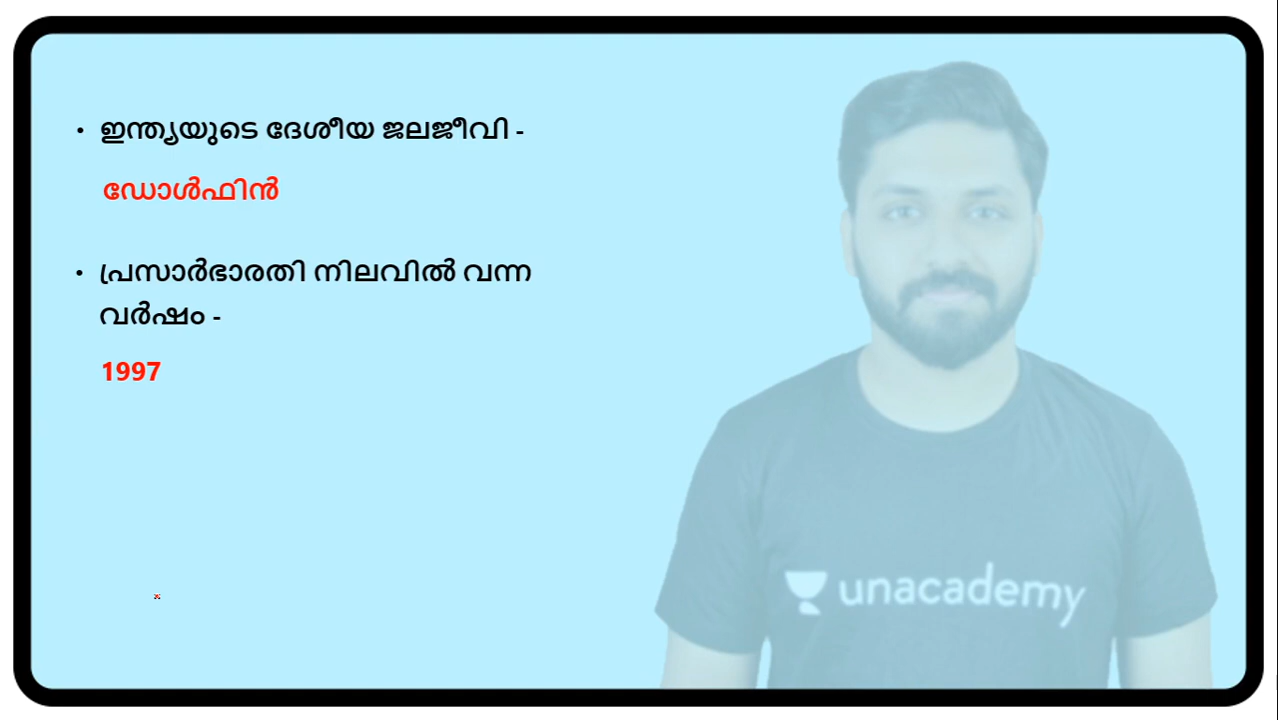 • ഇന്ത്യയുടെ ദേശീയ ജലജീവി -
ഡോൾഫിൻ
• പ്രസാർഭാരതി നിലവിൽ വന്ന
വർഷം -
1997
unacademy